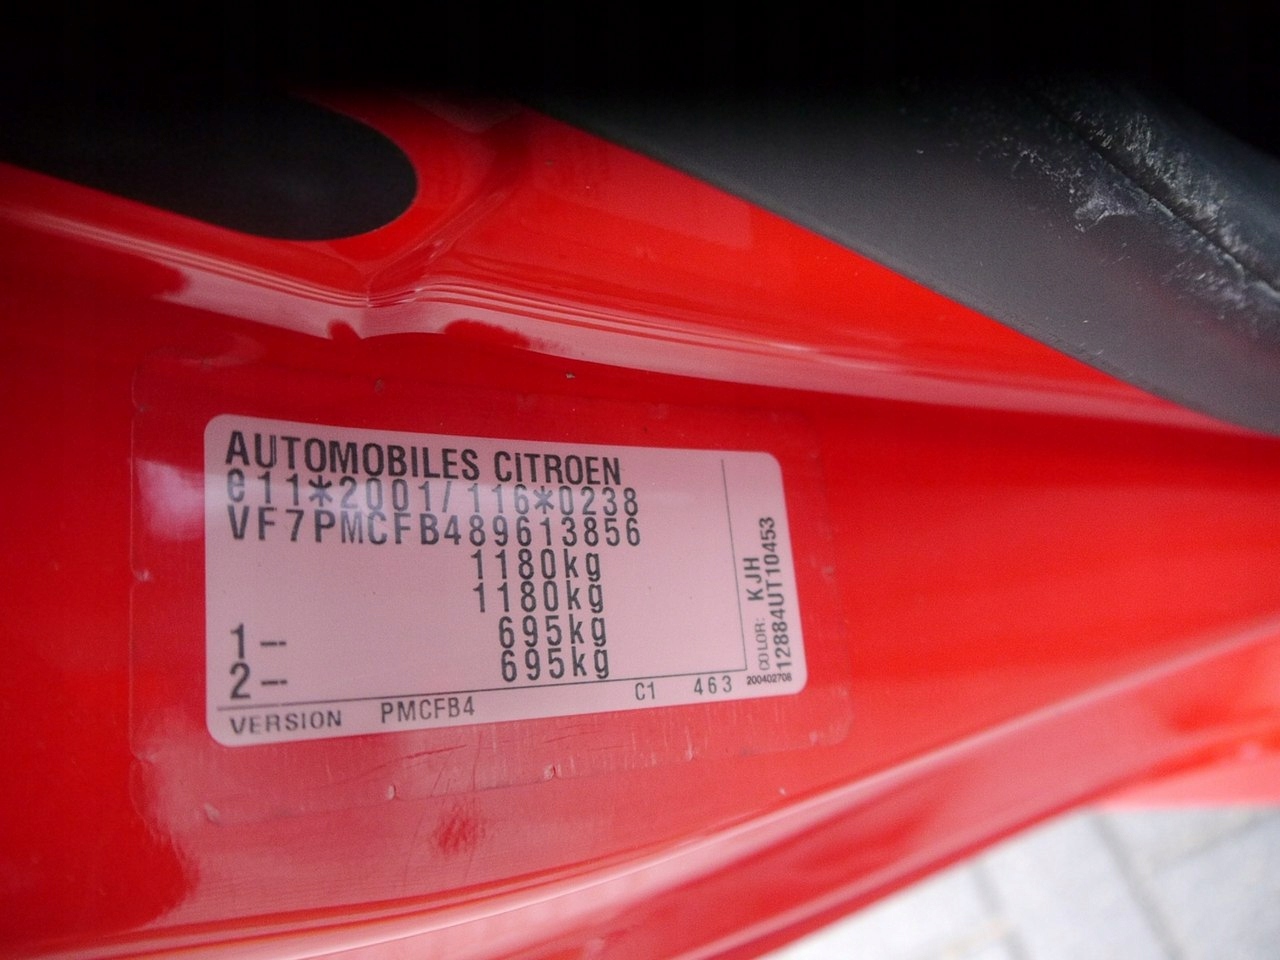 AUTOMOBILES CITROEN
e11*2001/116*0238
VF7PMCFB489613856
1180kg
1180kg
1-- 695kg
2-- 695kg
VERSION PMCFB4 C1 463
COLOR: KJH
12884UT10453
200402708